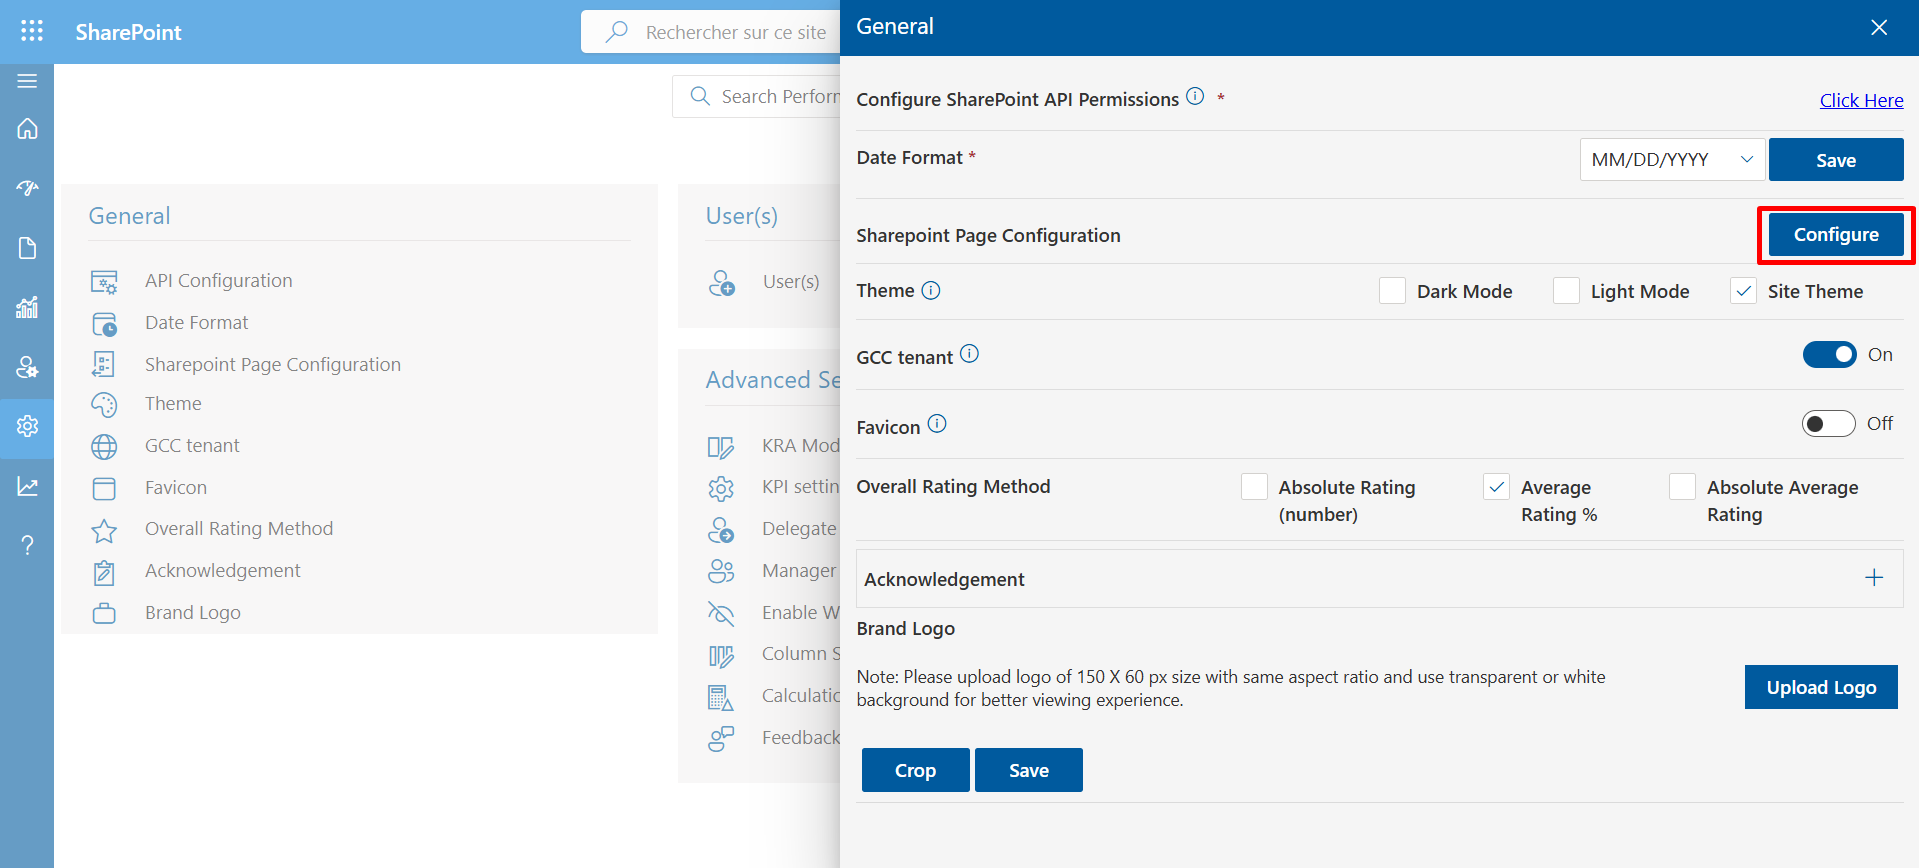 SharePoint
Rechercher sur ce site
General
Search Perforn
General
API Configuration
Date Format
Sharepoint Page Configuration
Theme
GCC tenant
Favicon
Overall Rating Method
Acknowledgement
Brand Logo
User(s)
User(s)
Advanced Se
KRA Mod
KPI settin
Delegate
Manager
Enable W
Column S
Calculatio
Feedback
Configure SharePoint API Permissions *
Click Here
Date Format *
MM/DD/YYYY
Save
Sharepoint Page Configuration
Configure
Theme
Dark Mode
Light Mode
Site Theme
GCC tenant
On
Favicon
Off
Overall Rating Method
Absolute Rating
(number)
Average
Rating %
Absolute Average
Rating
Acknowledgement
Brand Logo
Note: Please upload logo of 150 X 60 px size with same aspect ratio and use transparent or white
background for better viewing experience.
Upload Logo
Crop
Save